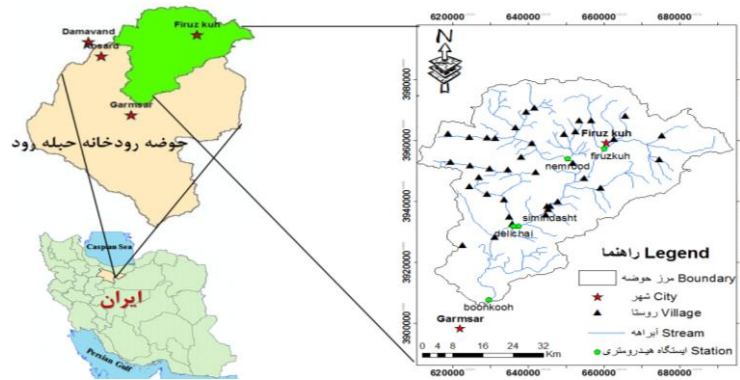 Damavand
Absard
Firuz kuh
Garmsar
حوضه رودخانه حبله رود
Caspian Sea
ایران
Persian Gulf
620000 640000 660000 680000
N
3980000
3960000
3940000
3920000
3900000
Firuz kuh
firuzkuh
nemrood
simindasht
delichai
boonkooh
Garmsar
راهنما Legend
مرز حوضه Boundary
شهر City
روستا Village
آبراهه Stream
ایستگاه هیدرومتری Station
0 4 8 16 24 32
Km
620000 640000 660000 680000